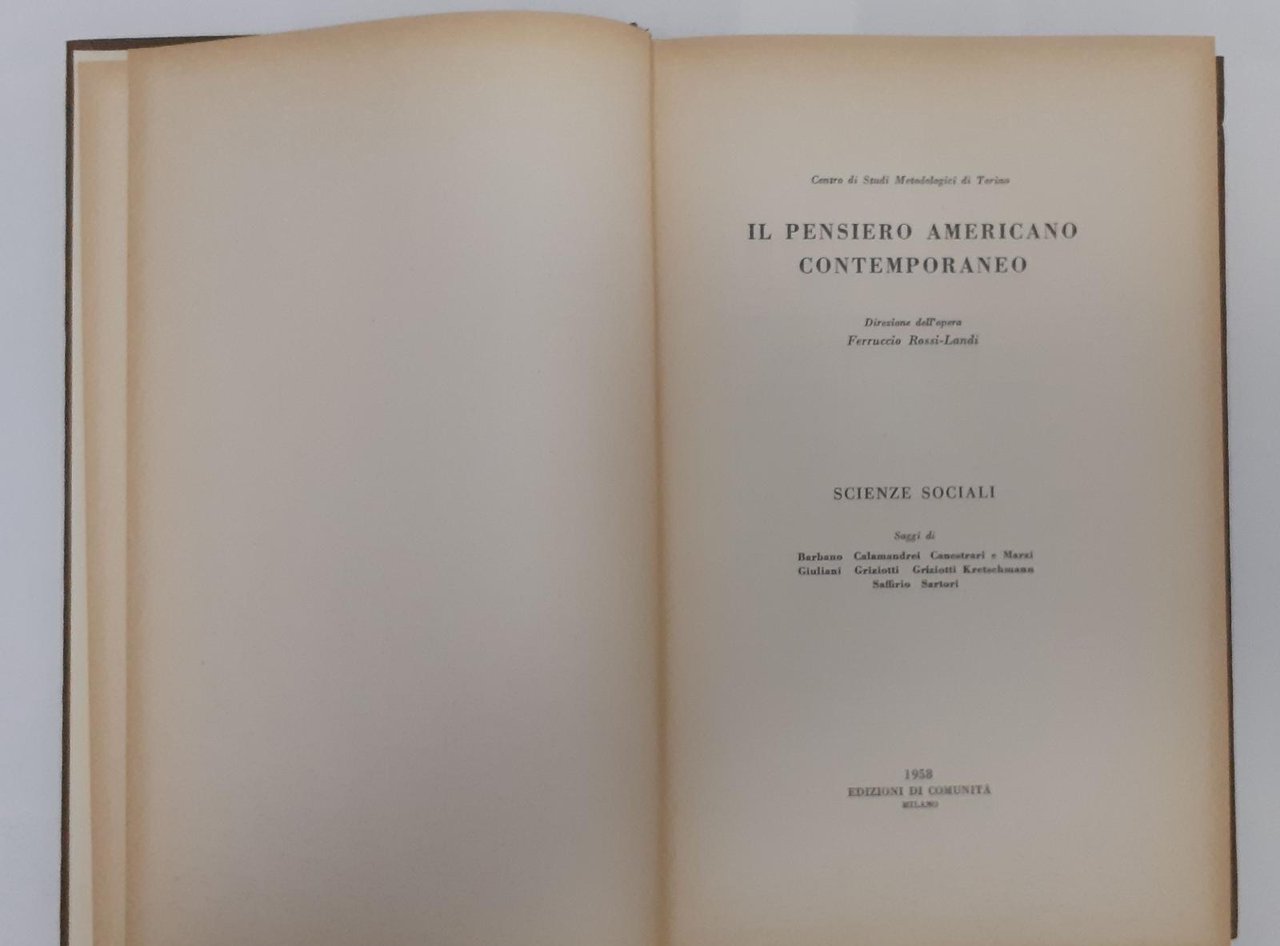 Centro di Studi Metodologici di Torino
IL PENSIERO AMERICANO
CONTEMPORANEO
Direzione dell'opera
Ferruccio Rossi-Landi
SCIENZE SOCIALI
Saggi di
Barbano Calamandrei Canestrari e Marzi
Giuliani Griziotti Griziotti Kretschmann
Saffirio Sartori
1958
EDIZIONI DI COMUNITÀ
MILANO